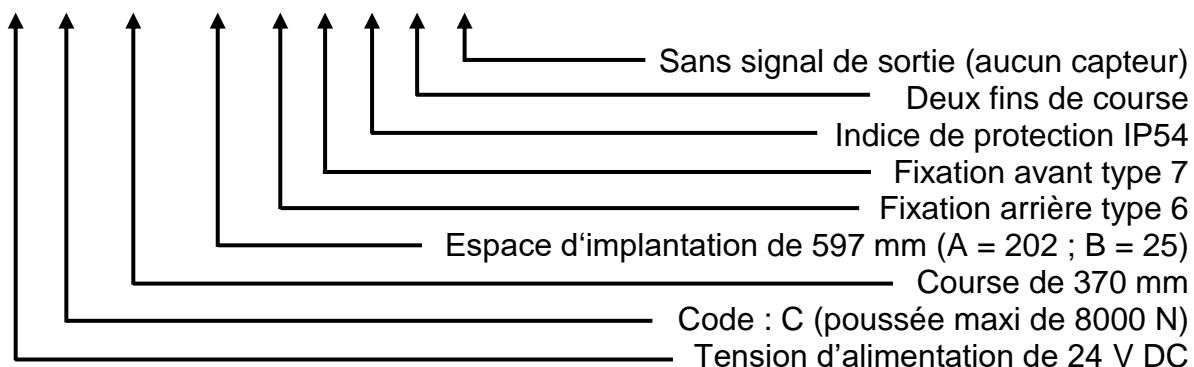 Sans signal de sortie (aucun capteur)
Deux fins de course
Indice de protection IP54
Fixation avant type 7
Fixation arrière type 6
Espace d‘implantation de 597 mm (A = 202 ; B = 25)
Course de 370 mm
Code : C (poussée maxi de 8000 N)
Tension d’alimentation de 24 V DC